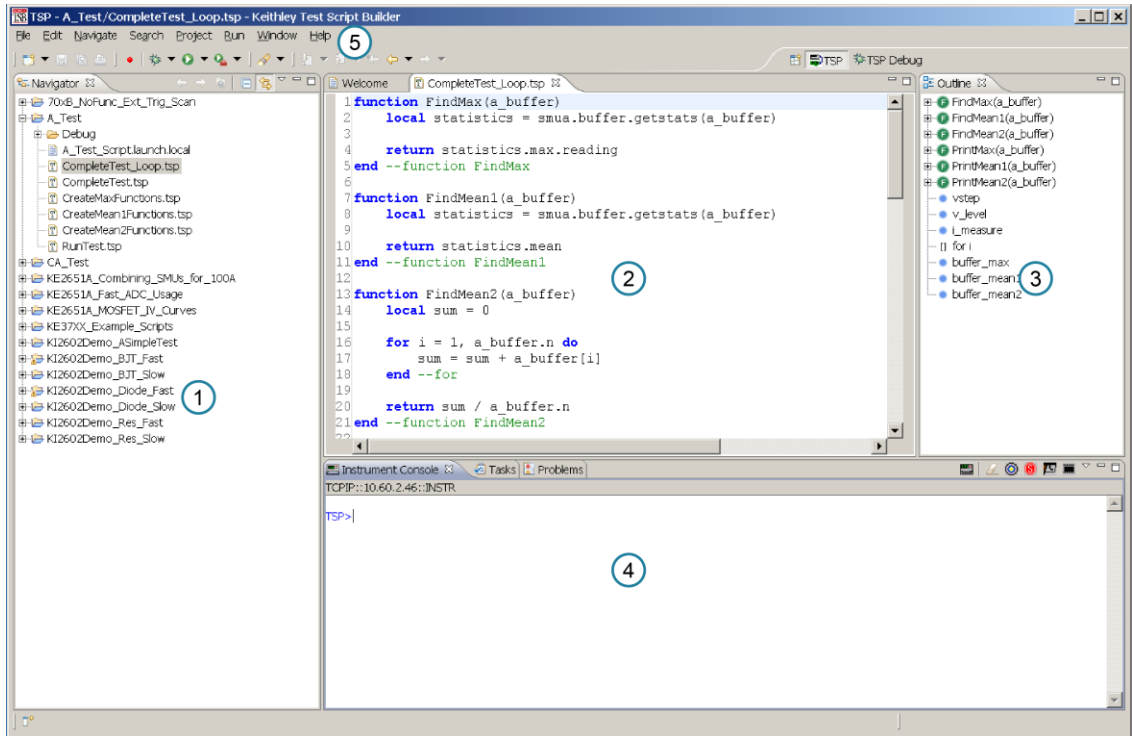 TSP - A_Test/CompleteTest_Loop.tsp - Keithley Test Script Builder
File Edit Navigate Search Project Run Window Help
5
TSP TSP Debug
Navigator
70xB_NoFunc_Ext_Trig_Scan
A_Test
Debug
A_Test_Script.launch.local
CompleteTest_Loop.tsp
CompleteTest.tsp
CreateMaxFunctions.tsp
CreateMean1Functions.tsp
CreateMean2Functions.tsp
RunTest.tsp
CA_Test
KE2651A_Combining_SMUs_for_100A
KE2651A_Fast_ADC_Usage
KE2651A_MOSFET_IV_Curves
KE37XX_Example_Scripts
KI2602Demo_ASimpleTest
KI2602Demo_BJT_Fast
KI2602Demo_BJT_Slow
KI2602Demo_Diode_Fast
KI2602Demo_Diode_Slow
KI2602Demo_Res_Fast
KI2602Demo_Res_Slow
1
Welcome CompleteTest_Loop.tsp
1 function FindMax(a_buffer)
2 local statistics = smua.buffer.getstats(a_buffer)
3
4 return statistics.max.reading
5 end --function FindMax
6
7 function FindMean1(a_buffer)
8 local statistics = smua.buffer.getstats(a_buffer)
9
10 return statistics.mean
11 end --function FindMean1
12
13 function FindMean2(a_buffer)
14 local sum = 0
15
16 for i = 1, a_buffer.n do
17 sum = sum + a_buffer[i]
18 end --for
19
20 return sum / a_buffer.n
21 end --function FindMean2
22
2
Outline
FindMax(a_buffer)
FindMean1(a_buffer)
FindMean2(a_buffer)
PrintMax(a_buffer)
PrintMean1(a_buffer)
PrintMean2(a_buffer)
vstep
v_level
i_measure
for i
buffer_max
buffer_mean1
buffer_mean2
3
Instrument Console Tasks Problems
TCPIP::10.60.2.46::INSTR
TSP>
4